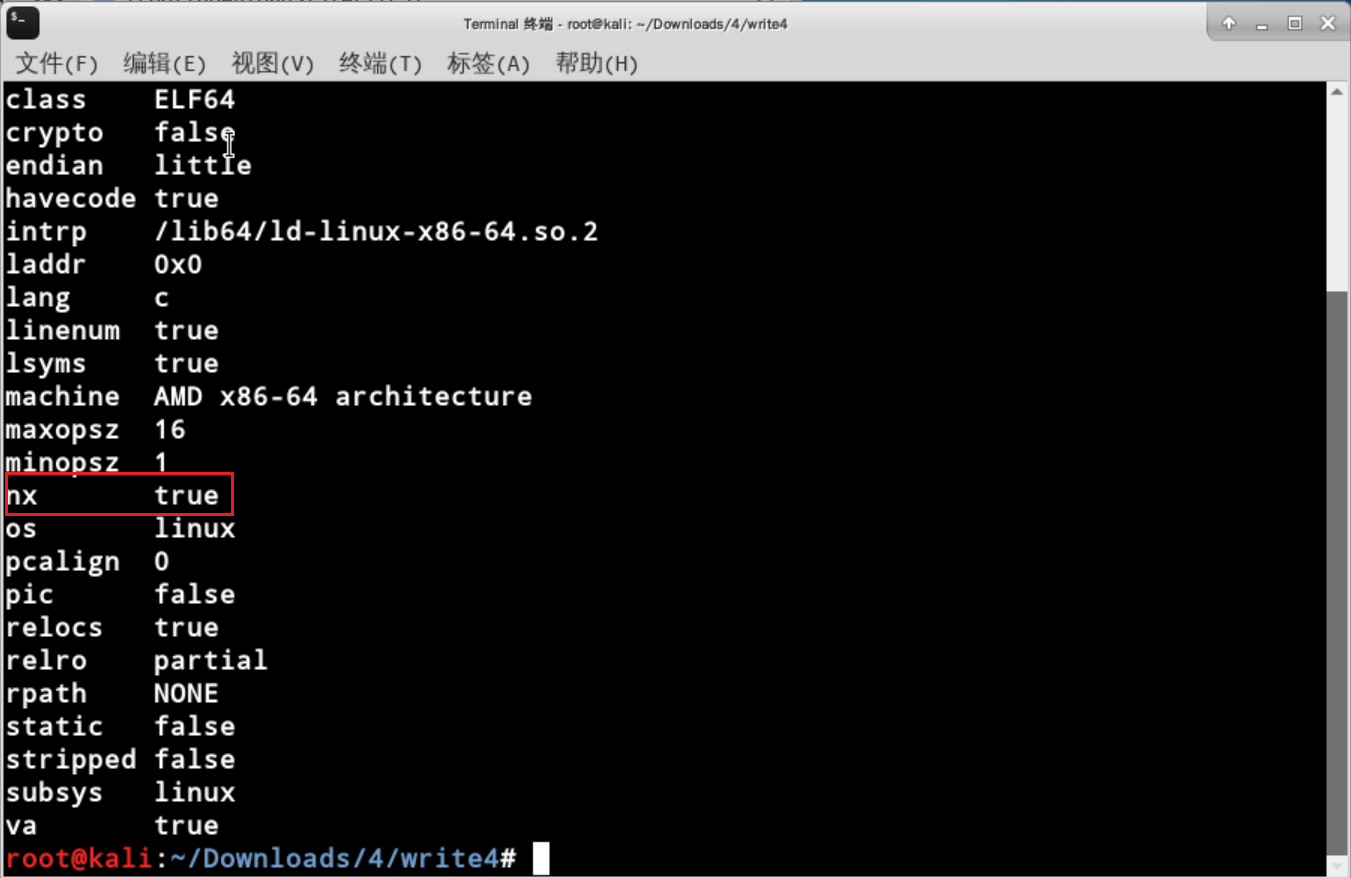 Terminal 终端 - root@kali: ~/Downloads/4/write4
文件(F) 编辑(E) 视图(V) 终端(T) 标签(A) 帮助(H)
class ELF64
crypto false
endian little
havecode true
intrp /lib64/ld-linux-x86-64.so.2
laddr 0x0
lang c
linenum true
lsyms true
machine AMD x86-64 architecture
maxopsz 16
minopsz 1
nx true
os linux
pcalign 0
pic false
relocs true
relro partial
rpath NONE
static false
stripped false
subsys linux
va true
root@kali:~/Downloads/4/write4#